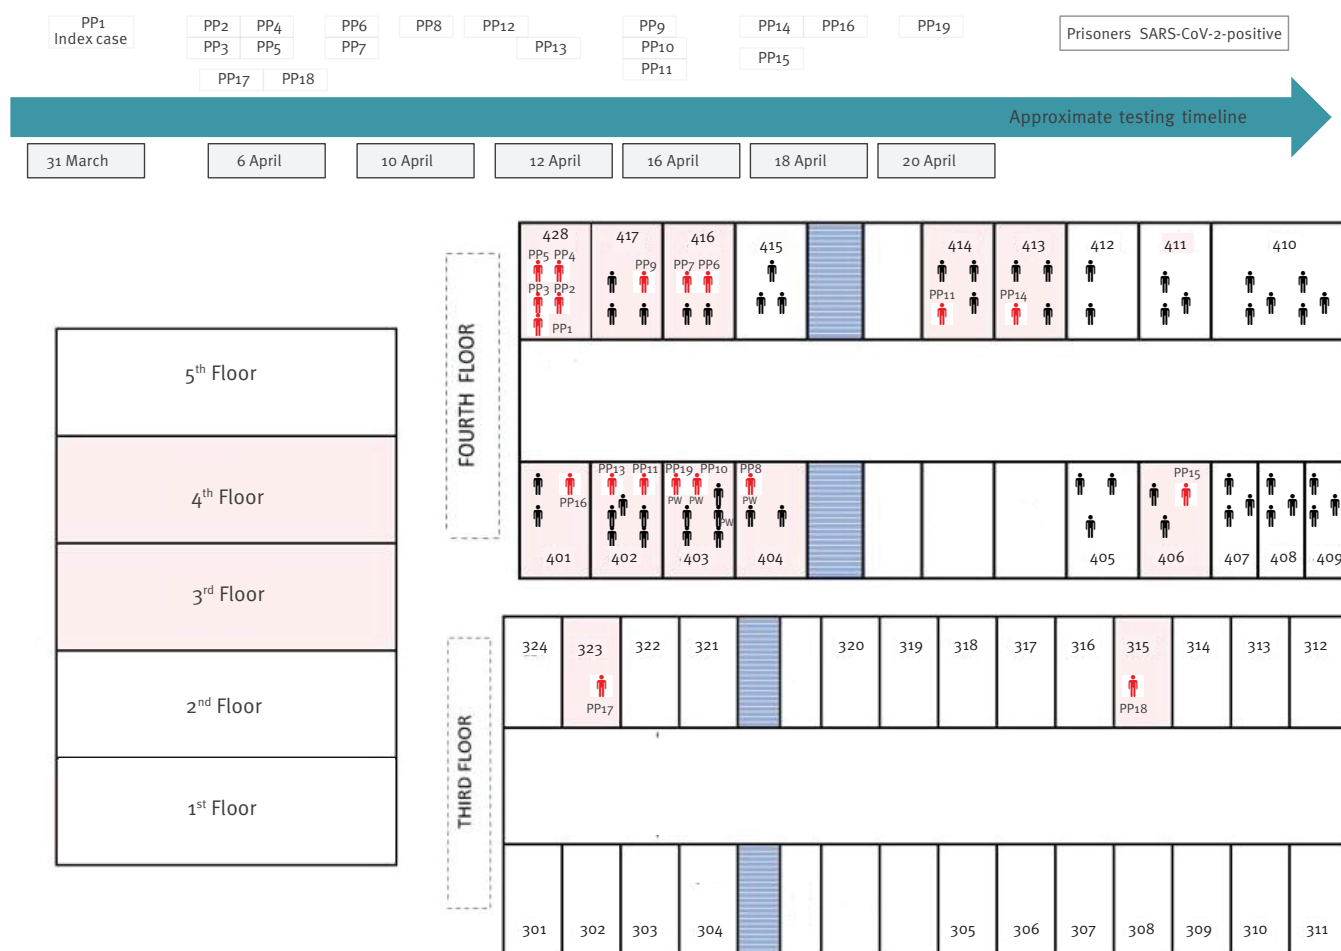 PP1
Index case
PP2 PP4
PP3 PP5
PP17 PP18
PP6
PP7
PP8
PP12
PP13
PP9
PP10
PP11
PP14 PP16
PP15
PP19
Prisoners SARS-CoV-2-positive
Approximate testing timeline
31 March
6 April
10 April
12 April
16 April
18 April
20 April
5th Floor
4th Floor
3rd Floor
2nd Floor
1st Floor
FOURTH FLOOR
428 417 416 415 414 413 412 411 410
PP5 PP4
PP3 PP2
PP1
PP9
PP7 PP6
PP11
PP14
PP16
PP13 PP11
PP19 PP10
PW PW
PW
PP8
PW
PP15
401 402 403 404 405 406 407 408 409
THIRD FLOOR
324 323 322 321 320 319 318 317 316 315 314 313 312
PP17
PP18
301 302 303 304 305 306 307 308 309 310 311